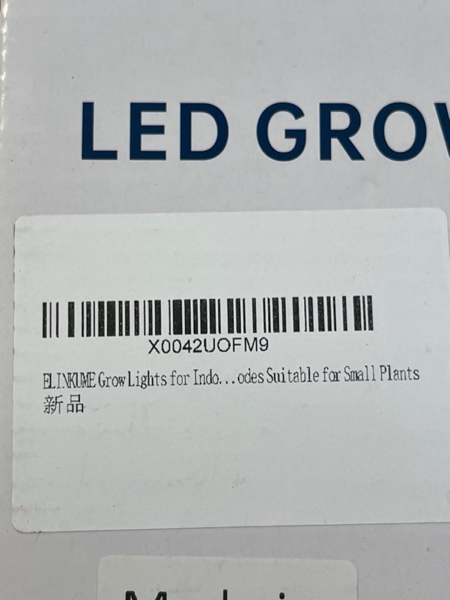 LED GROW
X0042UOFM9
ELINKUME Grow Lights for Indo...odes Suitable for Small Plants
新品